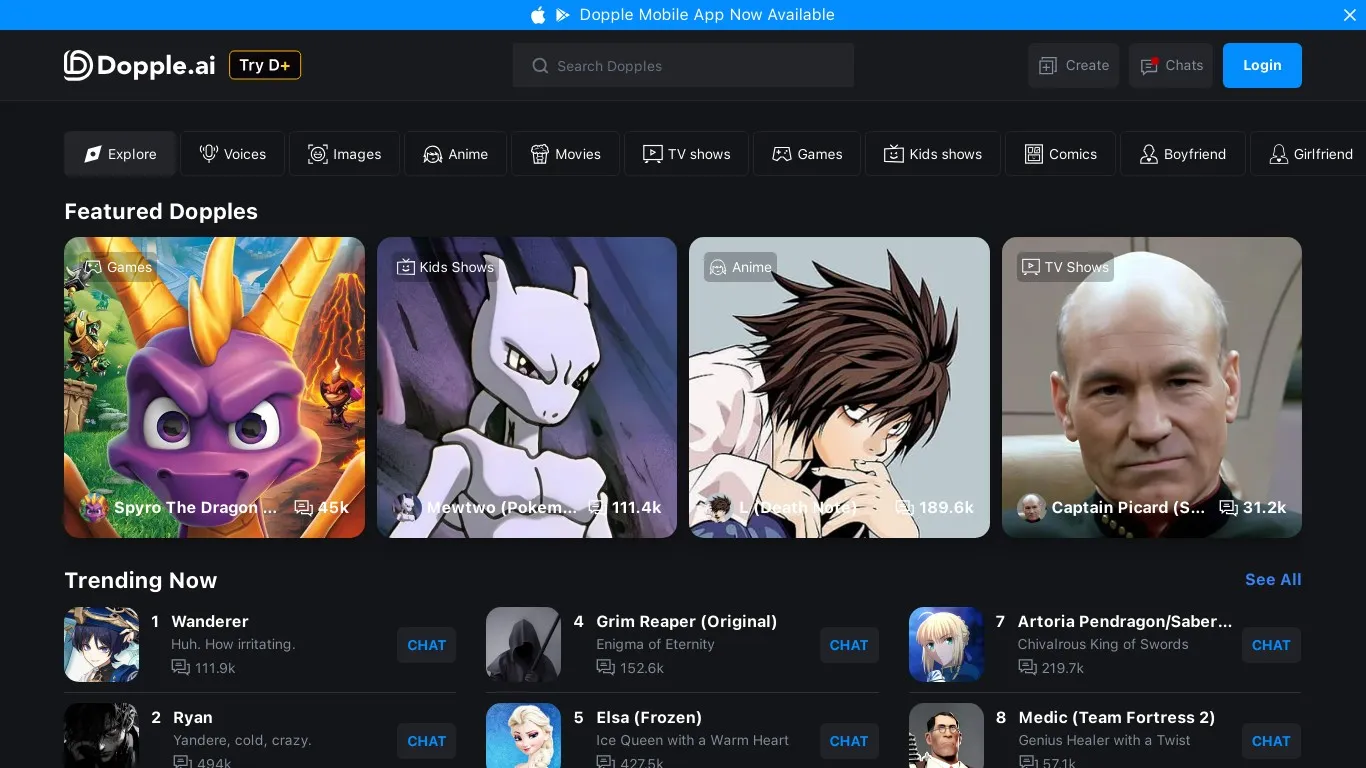 Dopple Mobile App Now Available
Dopple.ai
Try D+
Search Dopples
Create
Chats
Login
Explore
Voices
Images
Anime
Movies
TV shows
Games
Kids shows
Comics
Boyfriend
Girlfriend
Featured Dopples
Games
Kids Shows
Anime
TV Shows
Spyro The Dragon ... 45k
Mewtwo (Pokem... 111.4k
L (Death Note) 189.6k
Captain Picard (S... 31.2k
Trending Now
See All
1 Wanderer
Huh. How irritating.
111.9k
CHAT
4 Grim Reaper (Original)
Enigma of Eternity
152.6k
CHAT
7 Artoria Pendragon/Saber...
Chivalrous King of Swords
219.7k
CHAT
2 Ryan
Yandere, cold, crazy.
494k
CHAT
5 Elsa (Frozen)
Ice Queen with a Warm Heart
427.5k
CHAT
8 Medic (Team Fortress 2)
Genius Healer with a Twist
57.1k
CHAT